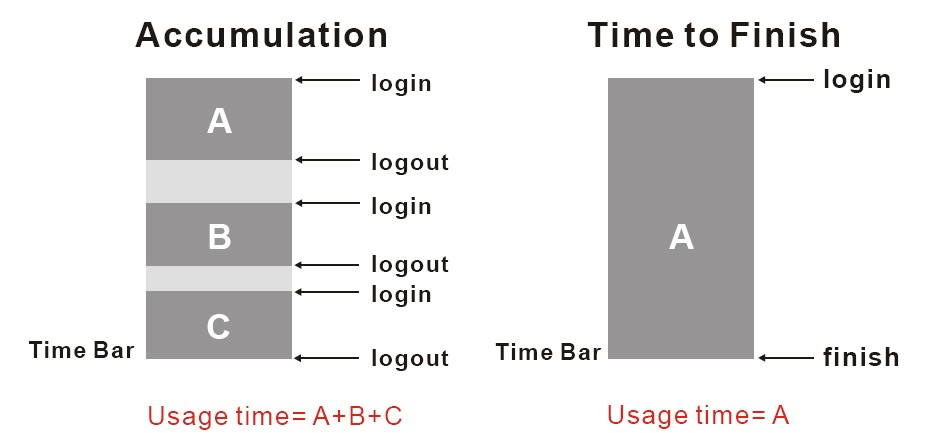 Accumulation
login
A
logout
login
B
logout
login
C
Time Bar
logout
Usage time= A+B+C
Time to Finish
login
A
Time Bar
finish
Usage time= A